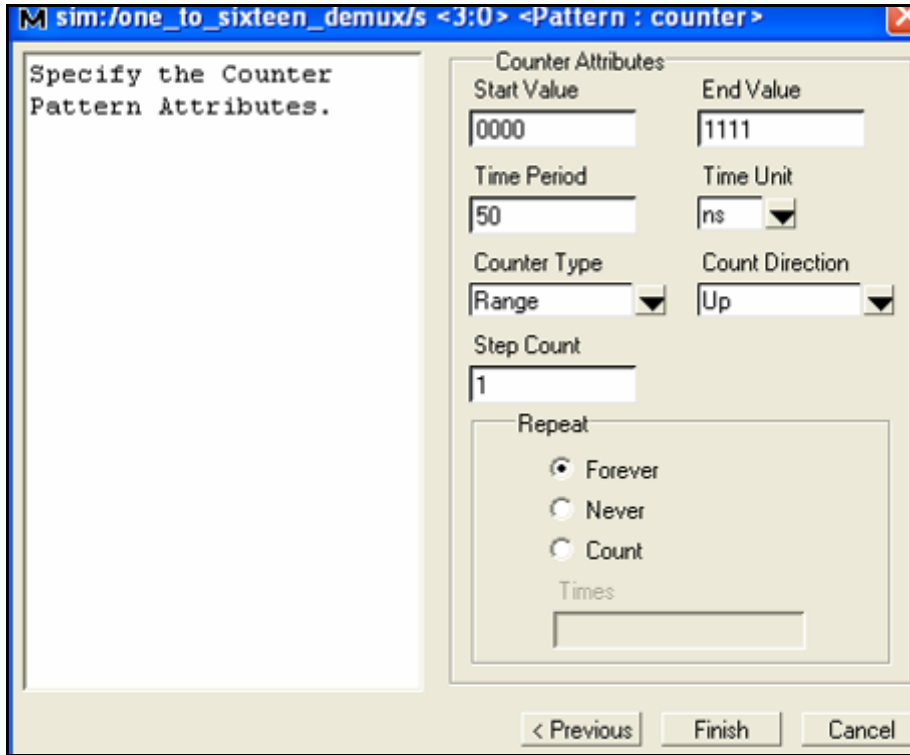 M sim:/one_to_sixteen_demux/s <3:0> <Pattern : counter>
Specify the Counter
Pattern Attributes.
Counter Attributes
Start Value End Value
0000 1111
Time Period Time Unit
50 ns
Counter Type Count Direction
Range Up
Step Count
1
Repeat
Forever
Never
Count
Times
< Previous Finish Cancel